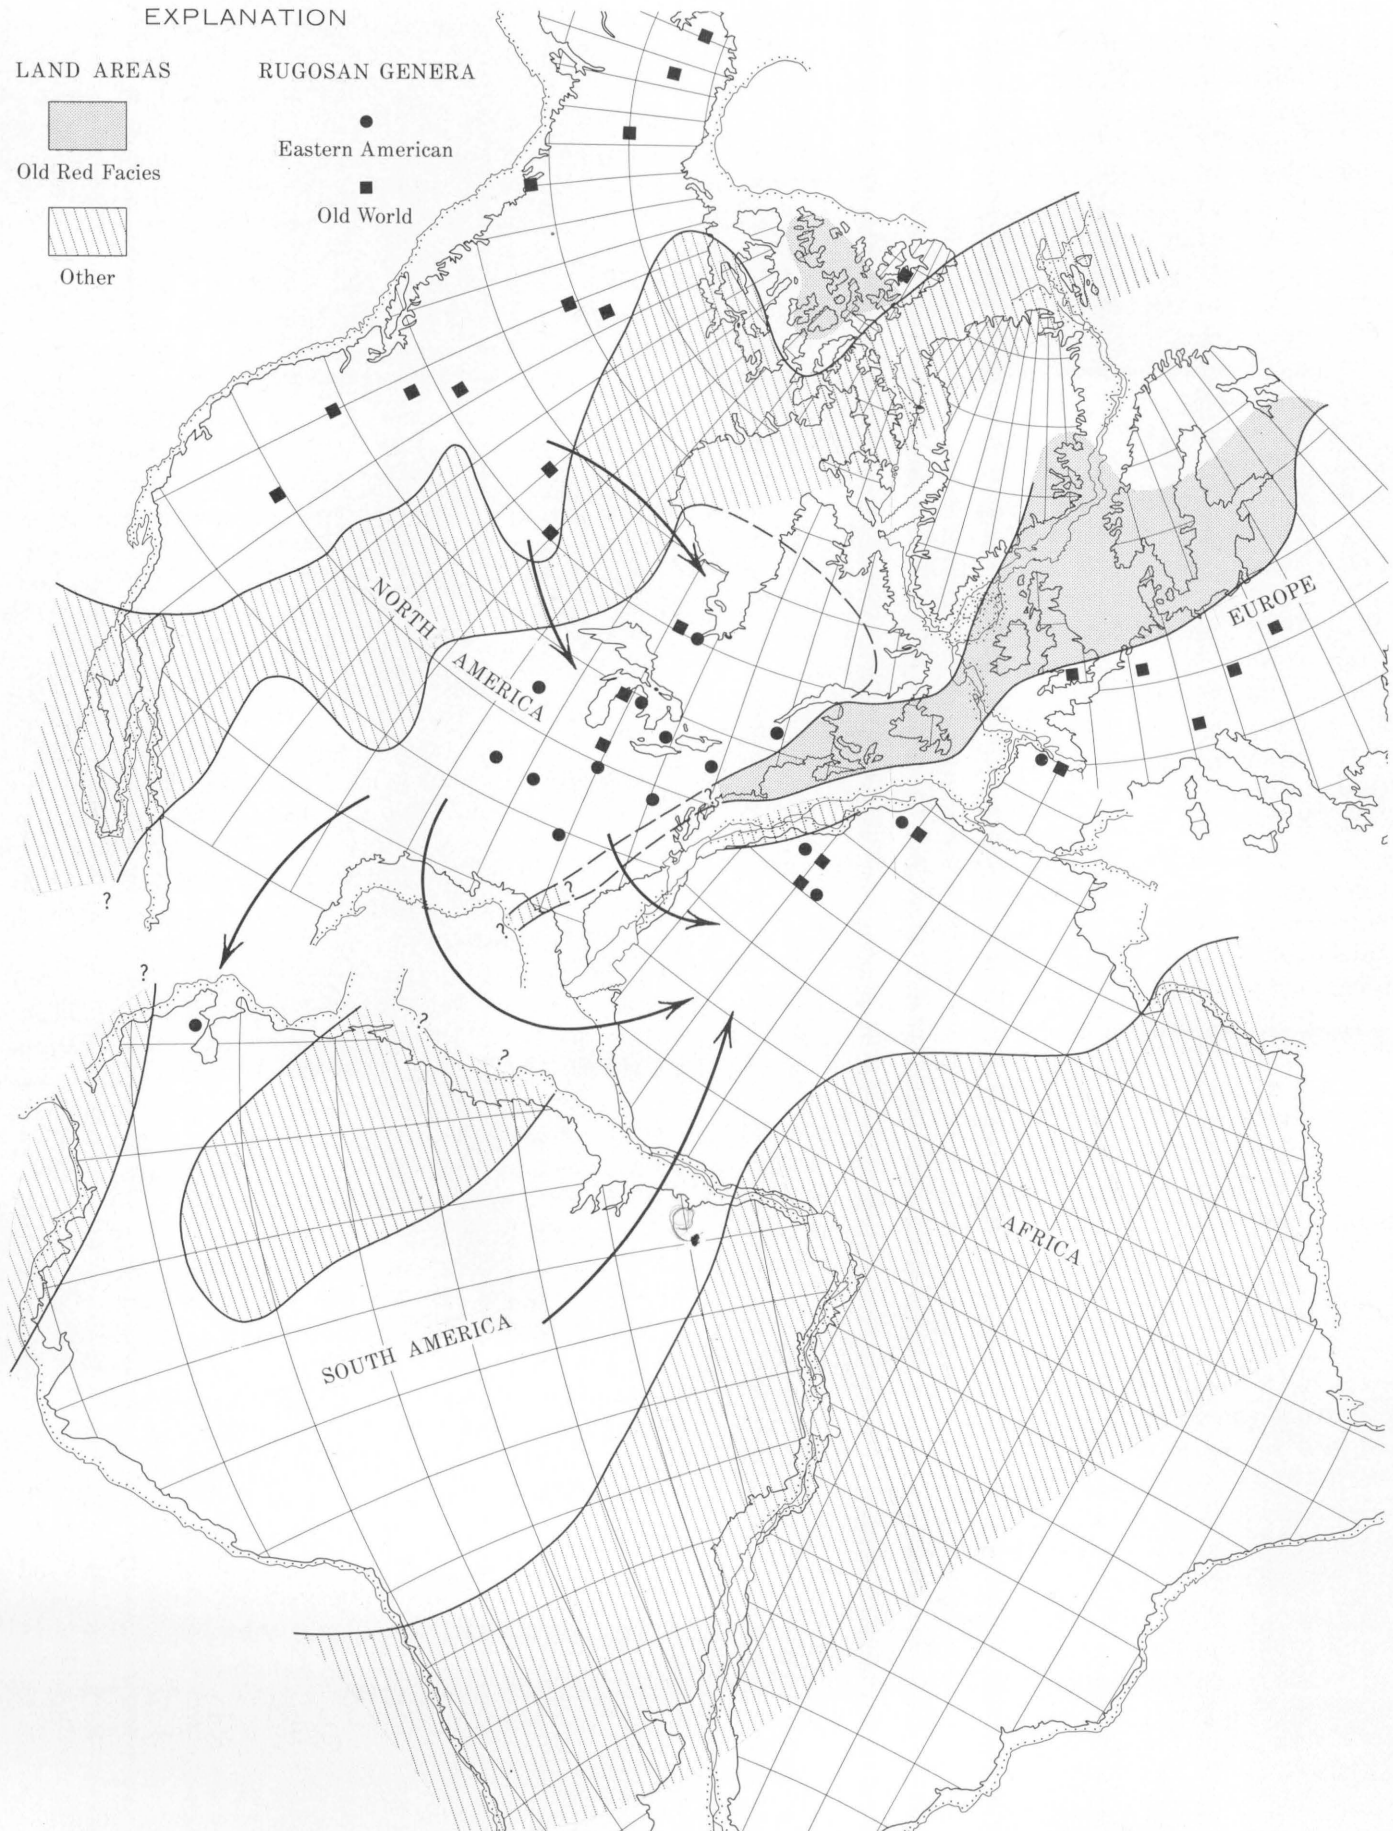 EXPLANATION
LAND AREAS
Old Red Facies
Other
RUGOSAN GENERA
Eastern American
Old World
NORTH
AMERICA
EUROPE
?
?
?
?
?
?
?
AFRICA
SOUTH AMERICA